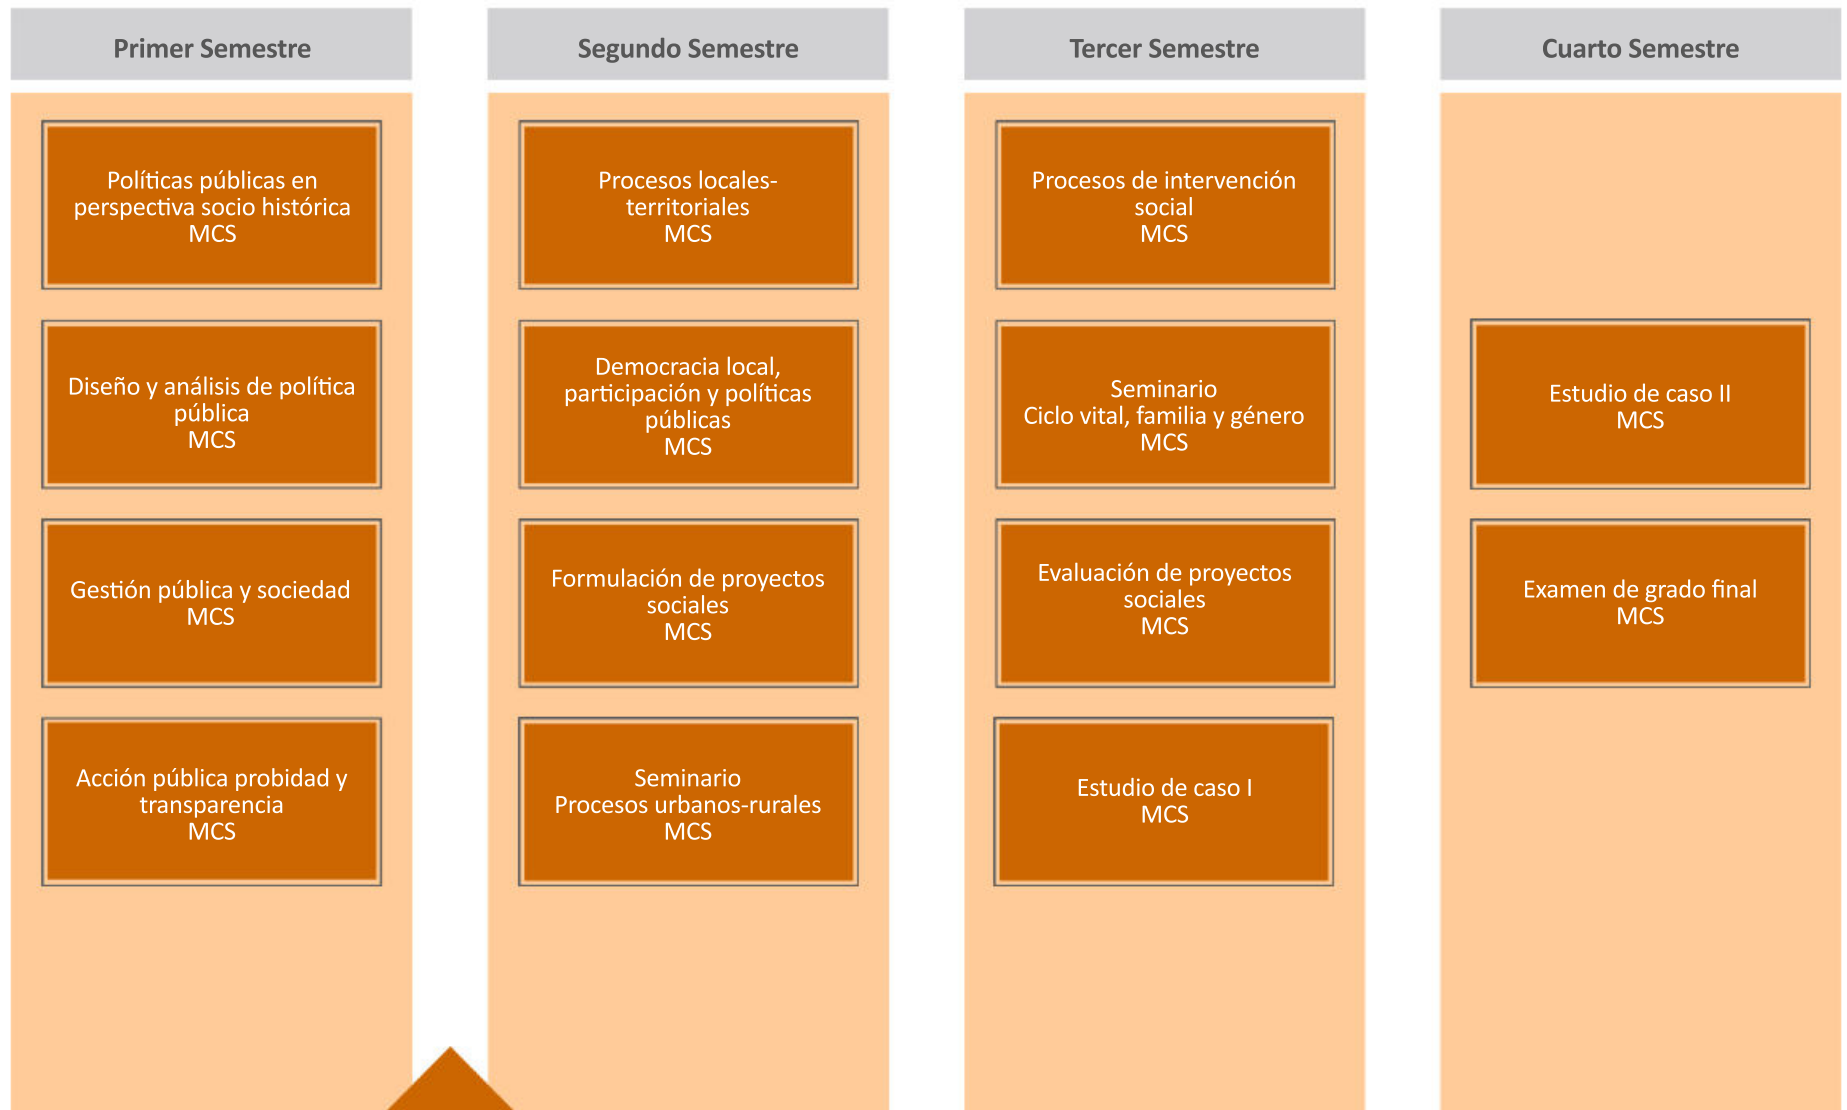 Primer Semestre
Políticas públicas en
perspectiva socio histórica
MCS
Diseño y análisis de política
pública
MCS
Gestión pública y sociedad
MCS
Acción pública probidad y
transparencia
MCS
Segundo Semestre
Procesos locales-
territoriales
MCS
Democracia local,
participación y políticas
públicas
MCS
Formulación de proyectos
sociales
MCS
Seminario
Procesos urbanos-rurales
MCS
Tercer Semestre
Procesos de intervención
social
MCS
Seminario
Ciclo vital, familia y género
MCS
Evaluación de proyectos
sociales
MCS
Estudio de caso I
MCS
Cuarto Semestre
Estudio de caso II
MCS
Examen de grado final
MCS